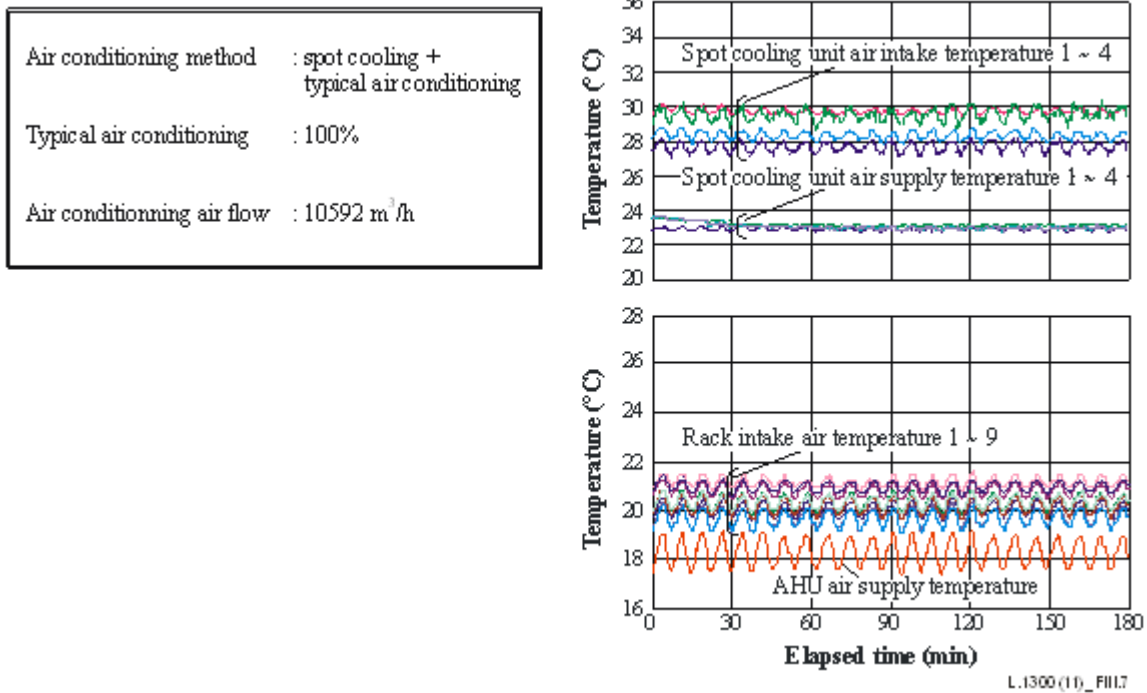 Air conditioning method : spot cooling +
typical air conditioning
Typical air conditioning : 100%
Air conditionning air flow : 10592 m³/h
36
34
32
30
28
26
24
22
20
Temperature (° C)
Spot cooling unit air intake temperature 1 ~ 4
Spot cooling unit air supply temperature 1 ~ 4
28
26
24
22
20
18
16
Temperature (° C)
Rack intake air temperature 1 ~ 9
AHU air supply temperature
0 30 60 90 120 150 180
Elapsed time (min)
L.1300(11)_FIII.7